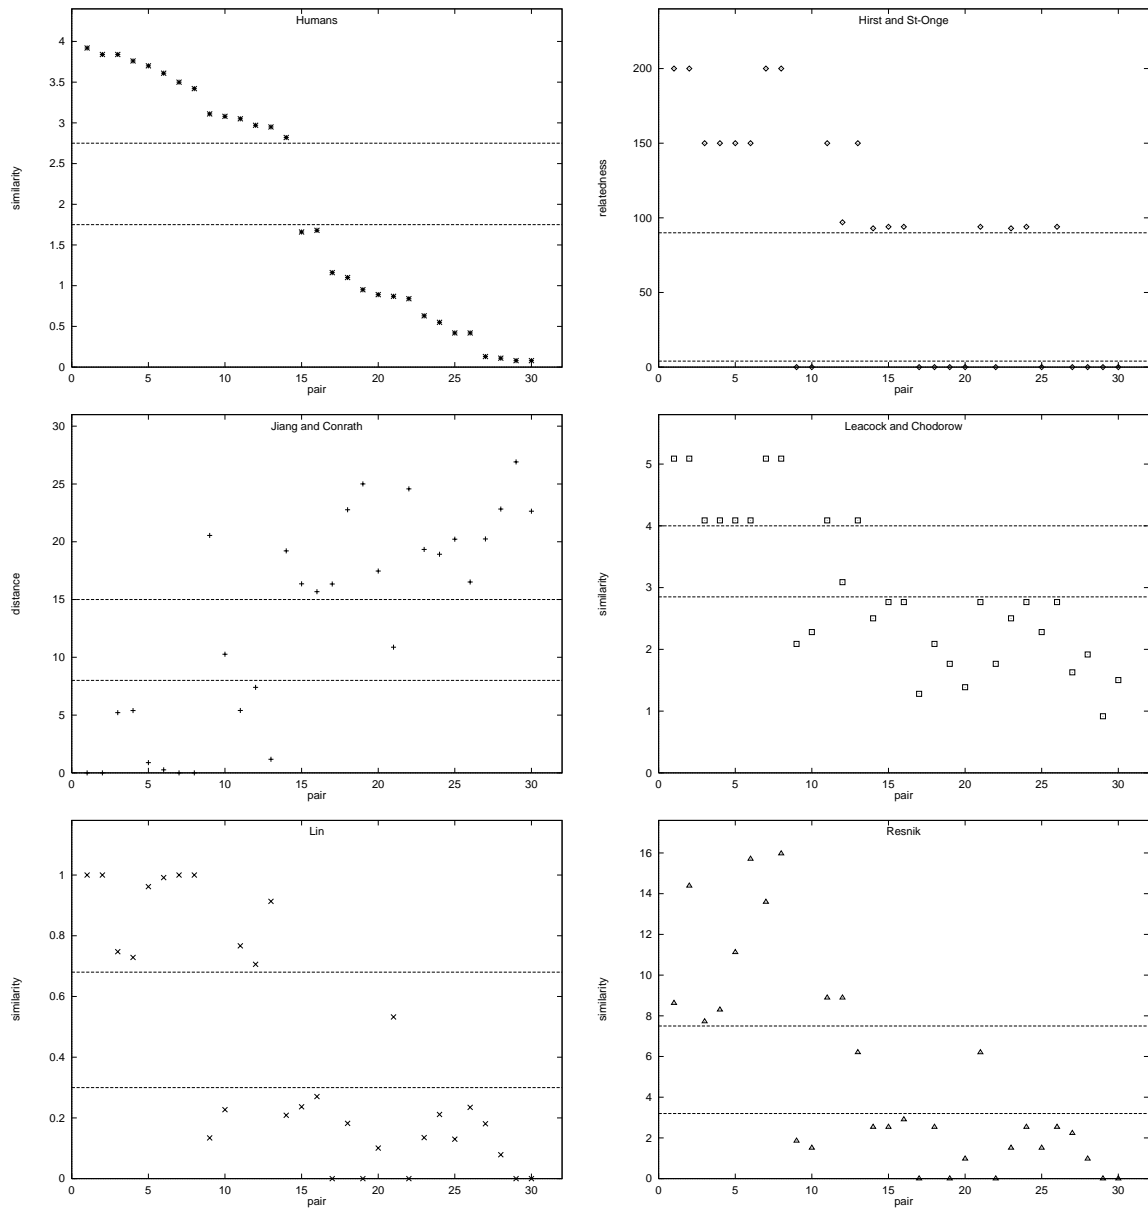 Humans
4
3.5
3
2.5
2
1.5
1
0.5
0
similarity
0 5 10 15 20 25 30
pair
Hirst and St-Onge
200
150
100
50
0
relatedness
0 5 10 15 20 25 30
pair
Jiang and Conrath
30
25
20
15
10
5
0
distance
0 5 10 15 20 25 30
pair
Leacock and Chodorow
5
4
3
2
1
0
similarity
0 5 10 15 20 25 30
pair
Lin
1
0.8
0.6
0.4
0.2
0
similarity
0 5 10 15 20 25 30
pair
Resnik
16
14
12
10
8
6
4
2
0
similarity
0 5 10 15 20 25 30
pair